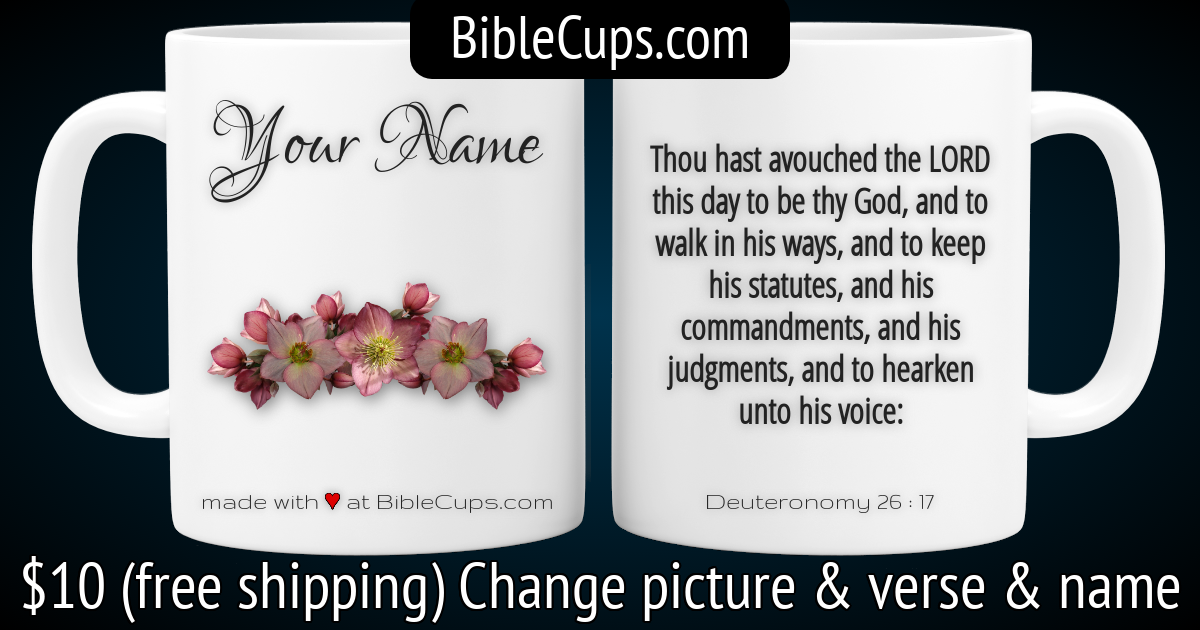 BibleCups.com
Your Name
made with ♥ at BibleCups.com
Thou hast avouched the LORD
this day to be thy God, and to
walk in his ways, and to keep
his statutes, and his
commandments, and his
judgments, and to hearken
unto his voice:
Deuteronomy 26 : 17
$10 (free shipping) Change picture & verse & name